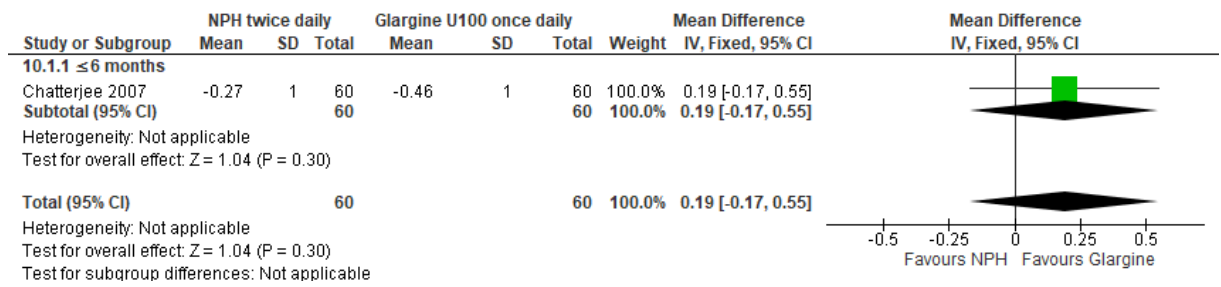 NPH twice daily Glargine U100 once daily Mean Difference Mean Difference
Study or Subgroup Mean SD Total Mean SD Total Weight IV, Fixed, 95% CI IV, Fixed, 95% CI
10.1.1 ≤ 6 months
Chatterjee 2007 -0.27 1 60 -0.46 1 60 100.0% 0.19 [-0.17, 0.55]
Subtotal (95% CI) 60 60 100.0% 0.19 [-0.17, 0.55]
Heterogeneity: Not applicable
Test for overall effect: Z = 1.04 (P = 0.30)
Total (95% CI) 60 60 100.0% 0.19 [-0.17, 0.55]
Heterogeneity: Not applicable
Test for overall effect: Z = 1.04 (P = 0.30)
Test for subgroup differences: Not applicable
-0.5 -0.25 0 0.25 0.5
Favours NPH Favours Glargine